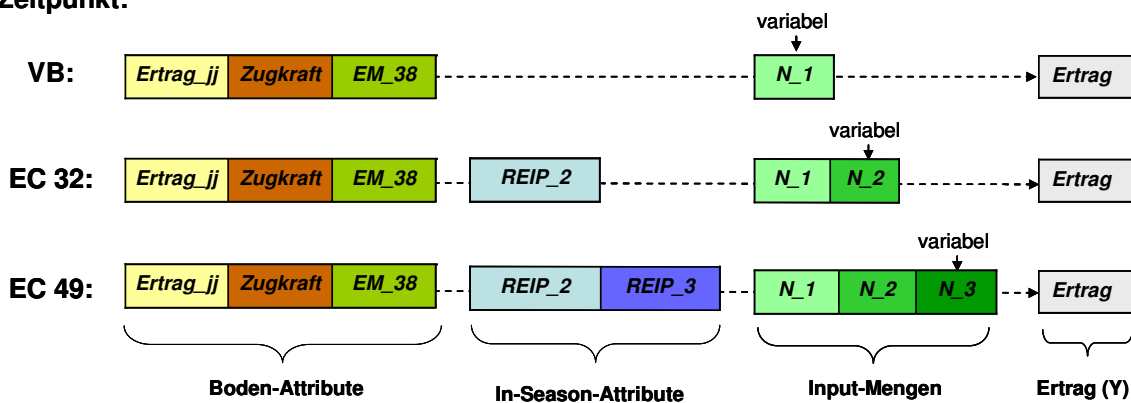 Zeitpunkt:
variabel
VB: Ertrag_jj Zugkraft EM_38 N_1 Ertrag
variabel
EC 32: Ertrag_jj Zugkraft EM_38 REIP_2 N_1 N_2 Ertrag
variabel
EC 49: Ertrag_jj Zugkraft EM_38 REIP_2 REIP_3 N_1 N_2 N_3 Ertrag
Boden-Attribute In-Season-Attribute Input-Mengen Ertrag (Y)